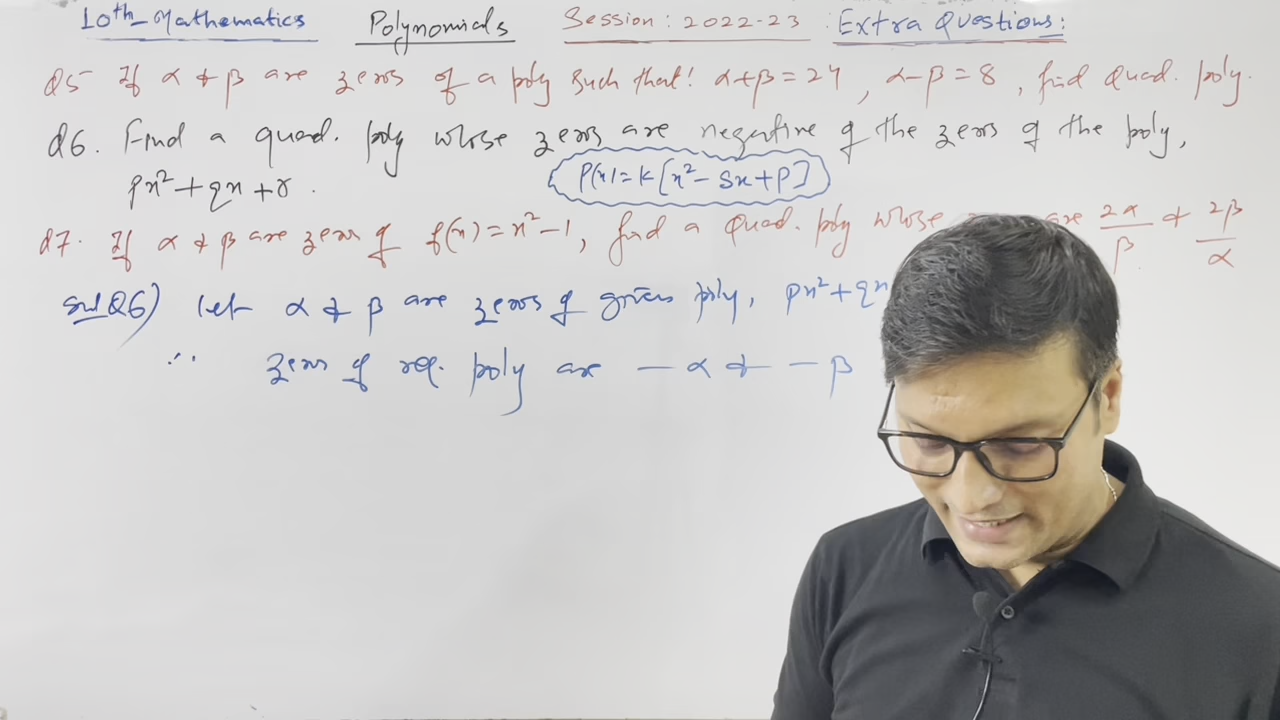 10th Mathematics Polynomials Session: 2022-23 Extra Questions:
Q5 If α & β are zeros of a poly such that! α+β = 24, α-β = 8, find Quad. poly.
Q6. Find a quad. poly whose zeros are negative of the zeros of the poly,
px²+qx+r.
P(x)=K[x²-Sx+P]
Q7. If α & β are zeros of f(x)=x²-1, find a Quad. poly whose are 2α/β & 2β/α
Sol Q6) let α & β are zeros of given poly, px²+qx
∴ zeros of req. poly are -α & -β